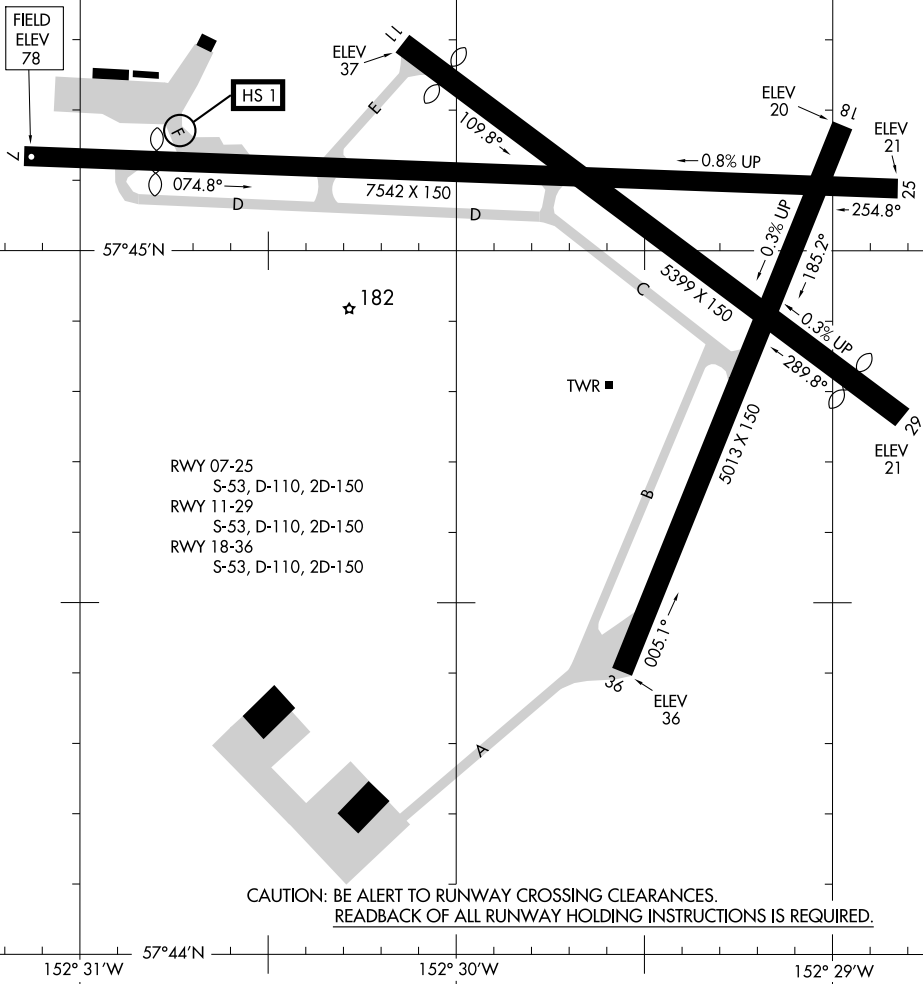 FIELD
ELEV
78
HS 1
F
7
11
ELEV
37
E
109.8°
ELEV
20
18
ELEV
21
25
0.8% UP
254.8°
074.8°
7542 X 150
D
D
57°45'N
0.3% UP
185.2°
182
C
5399 X 150
0.3% UP
289.8°
29
ELEV
21
TWR
5013 X 150
B
RWY 07-25
S-53, D-110, 2D-150
RWY 11-29
S-53, D-110, 2D-150
RWY 18-36
S-53, D-110, 2D-150
005.1°
36
ELEV
36
A
CAUTION: BE ALERT TO RUNWAY CROSSING CLEARANCES.
READBACK OF ALL RUNWAY HOLDING INSTRUCTIONS IS REQUIRED.
57°44'N
152°31'W
152°30'W
152°29'W